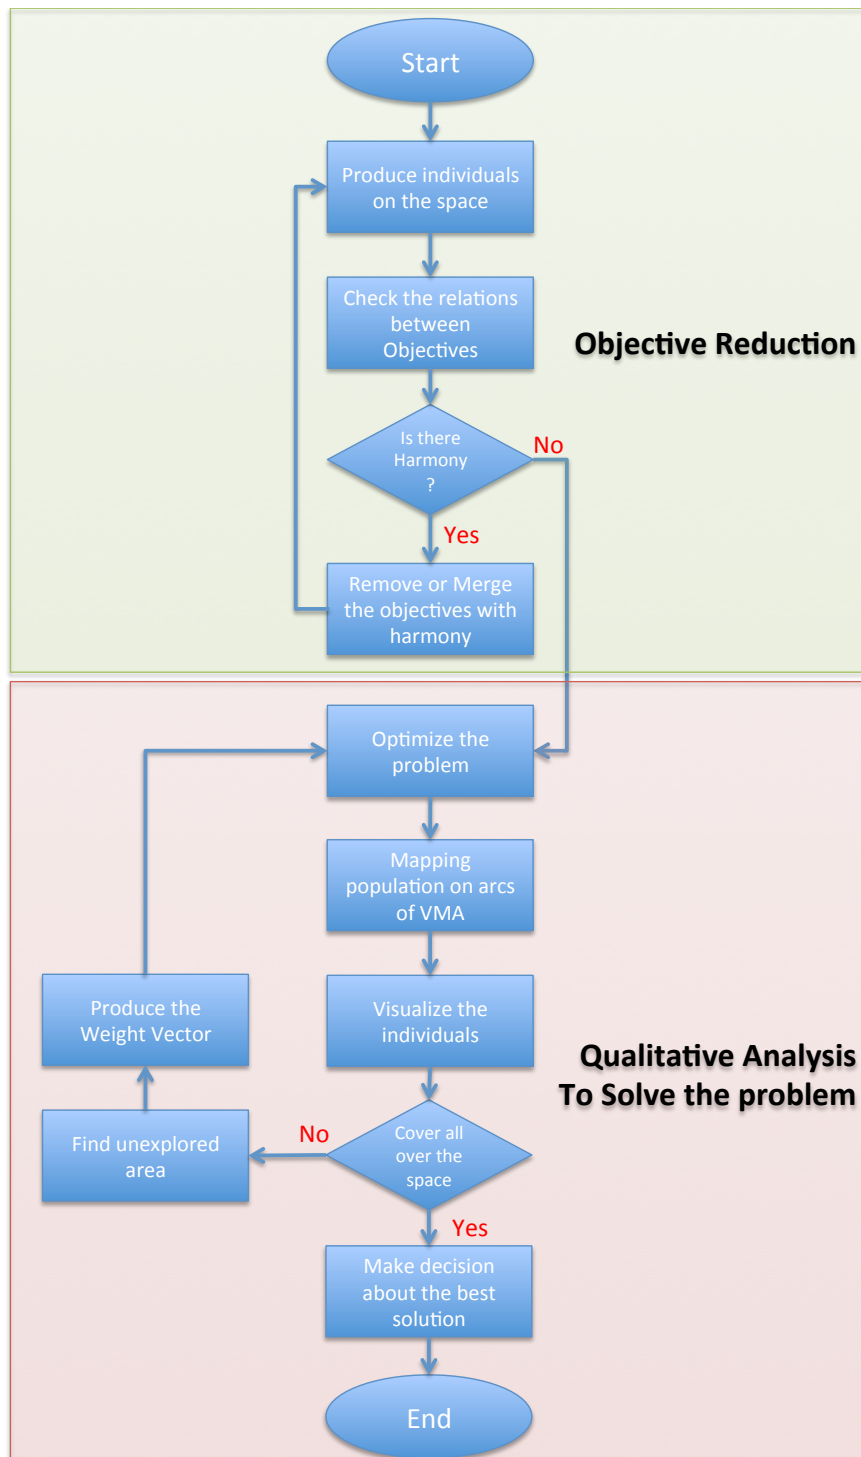 Start
Produce individuals
on the space
Check the relations
between
Objectives
Objective Reduction
Is there
Harmony
?
No
Yes
Remove or Merge
the objectives with
harmony
Optimize the
problem
Mapping
population on arcs
of VMA
Produce the
Weight Vector
Visualize the
individuals
Qualitative Analysis
To Solve the problem
Find unexplored
area
No
Cover all
over the
space
Yes
Make decision
about the best
solution
End